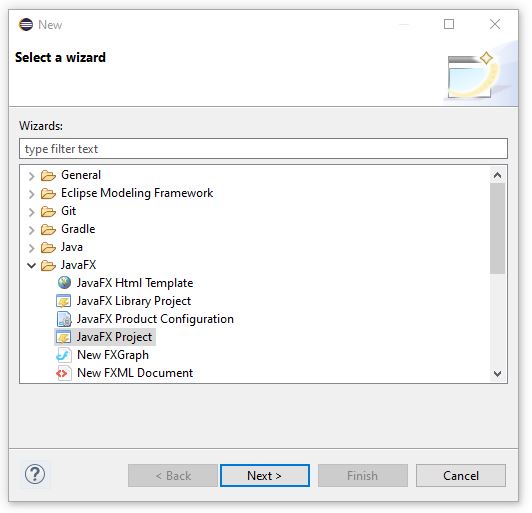 New
Select a wizard
Wizards:
type filter text
General
Eclipse Modeling Framework
Git
Gradle
Java
JavaFX
JavaFX Html Template
JavaFX Library Project
JavaFX Product Configuration
JavaFX Project
New FXGraph
New FXML Document
?
< Back
Next >
Finish
Cancel